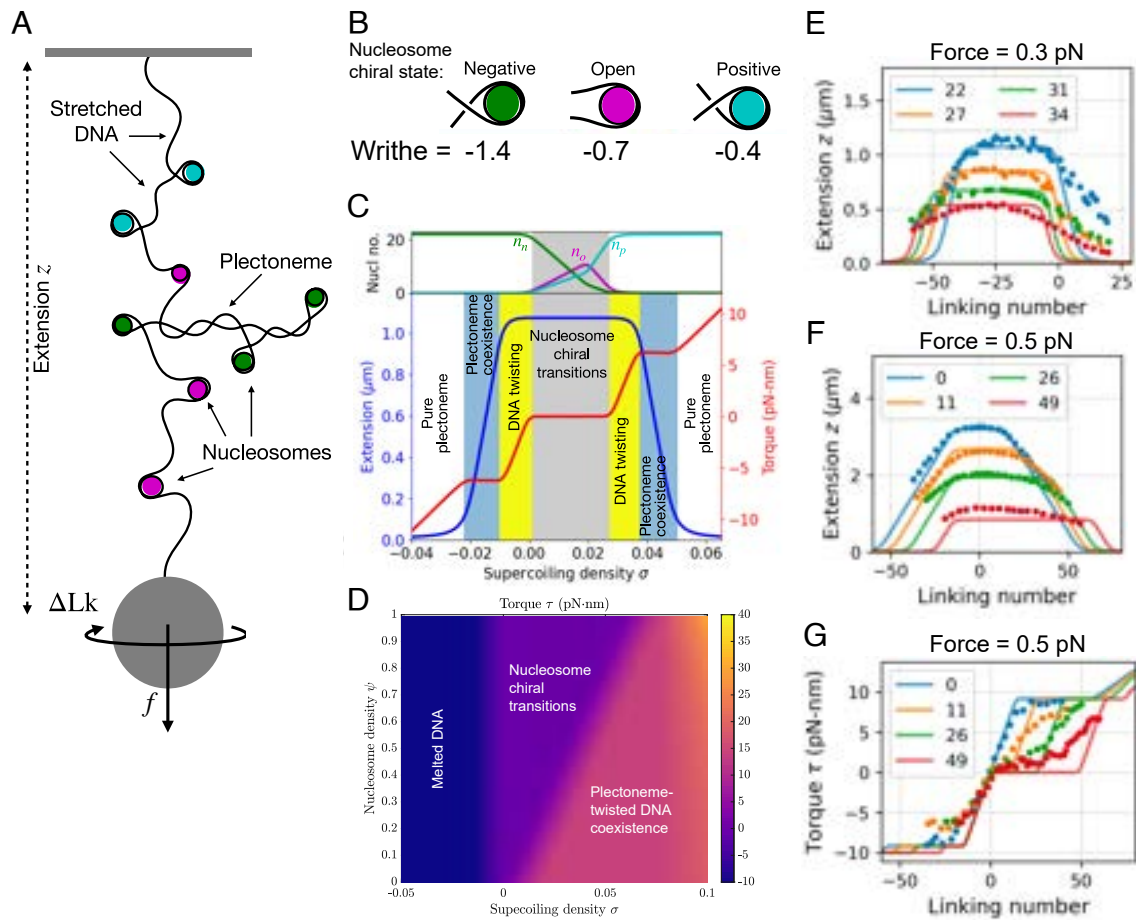 A
Stretched
DNA
Extension z
Plectoneme
Nucleosomes
ΔLk
f
B
Nucleosome
chiral state:
Negative
Open
Positive
Writhe =
-1.4
-0.7
-0.4
C
Nucl no.
20
0
nn
no
np
Extension (μm)
1.0
0.8
0.6
0.4
0.2
0.0
Pure
plectoneme
Plectoneme
coexistence
DNA twisting
Nucleosome
chiral
transitions
DNA twisting
Plectoneme
coexistence
Pure
plectoneme
10
5
0
−5
−10
Torque (pN-nm)
−0.04
−0.02
0.00
0.02
0.04
0.06
Supercoiling density σ
D
Torque τ (pN·nm)
Nucleosome density ψ
1
0.9
0.8
0.7
0.6
0.5
0.4
0.3
0.2
0.1
0
Melted DNA
Nucleosome
chiral
transitions
Plectoneme-
twisted DNA
coexistence
-0.05
0
0.05
0.1
Supecoiling density σ
40
35
30
25
20
15
10
5
0
-5
-10
E
Force = 0.3 pN
Extension z (μm)
1.5
1.0
0.5
0.0
22
31
27
34
−50
−25
0
25
Linking number
F
Force = 0.5 pN
Extension z (μm)
4
2
0
0
26
11
49
−50
0
50
Linking number
G
Force = 0.5 pN
Torque τ (pN-nm)
10
0
−10
0
11
26
49
−50
0
50
Linking number